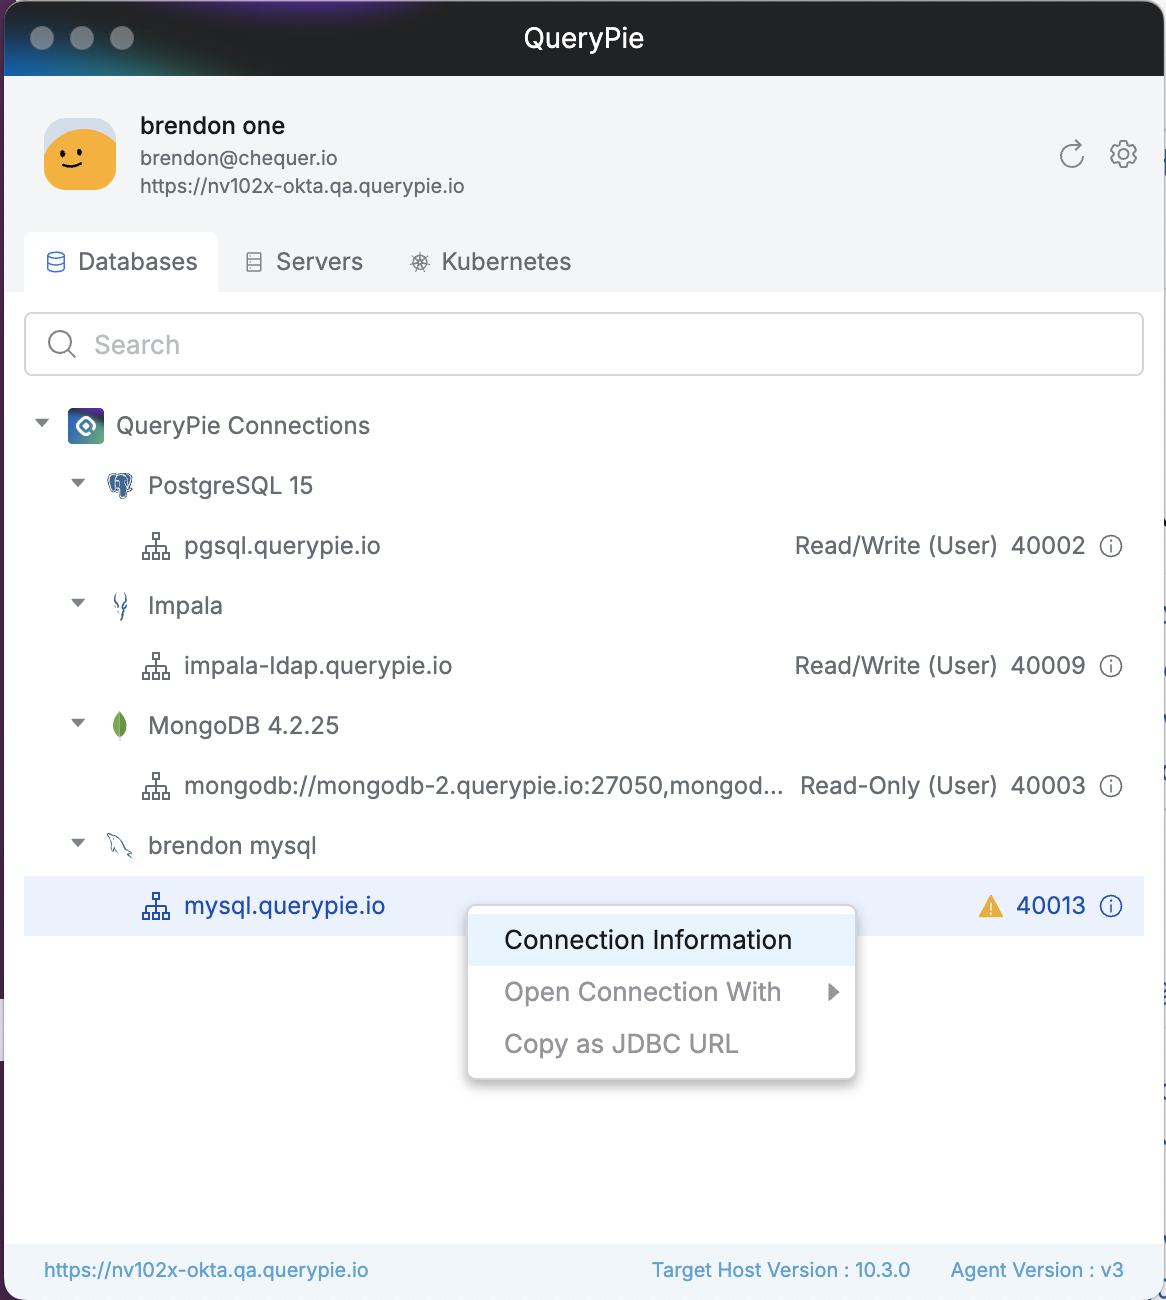 QueryPie
brendon one
brendon@chequer.io
https://nv102x-okta.qa.querypie.io
Databases Servers Kubernetes
Search
QueryPie Connections
PostgreSQL 15
pgsql.querypie.io Read/Write (User) 40002
Impala
impala-ldap.querypie.io Read/Write (User) 40009
MongoDB 4.2.25
mongodb://mongodb-2.querypie.io:27050,mongod... Read-Only (User) 40003
brendon mysql
mysql.querypie.io 40013
Connection Information
Open Connection With
Copy as JDBC URL
https://nv102x-okta.qa.querypie.io Target Host Version : 10.3.0 Agent Version : v3